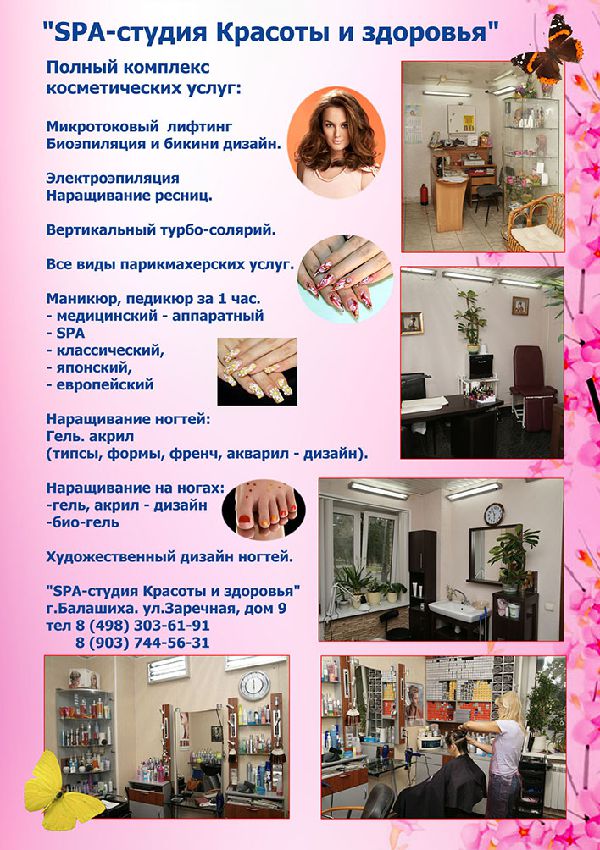 "SPA-студия Красоты и здоровья"
Полный комплекс
косметических услуг:
Микротоковый лифтинг
Биоэпиляция и бикини дизайн.
Электроэпиляция
Наращивание ресниц.
Вертикальный турбо-солярий.
Все виды парикмахерских услуг.
Маникюр, педикюр за 1 час.
- медицинский - аппаратный
- SPA
- классический,
- японский,
- европейский
Наращивание ногтей:
Гель. акрил
(типсы, формы, френч, акварил - дизайн).
Наращивание на ногах:
-гель, акрил - дизайн
-био-гель
Художественный дизайн ногтей.
"SPA-студия Красоты и здоровья"
г.Балашиха. ул.Заречная, дом 9
тел 8 (498) 303-61-91
8 (903) 744-56-31